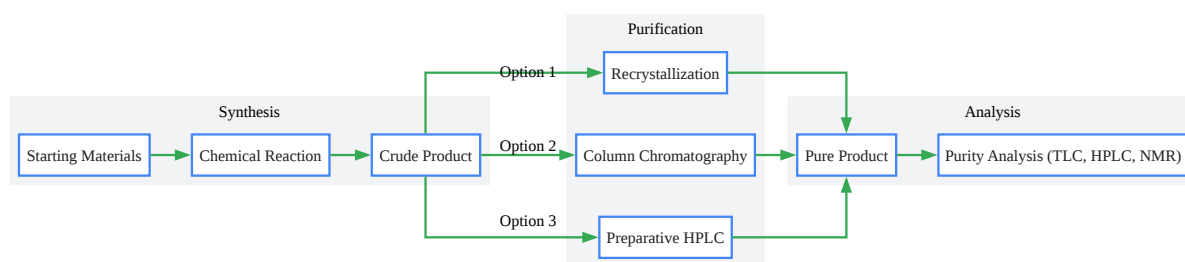 Purification
Option 1
Recrystallization
Synthesis
Analysis
Starting Materials
Chemical Reaction
Crude Product
Option 2
Column Chromatography
Pure Product
Purity Analysis (TLC, HPLC, NMR)
Option 3
Preparative HPLC